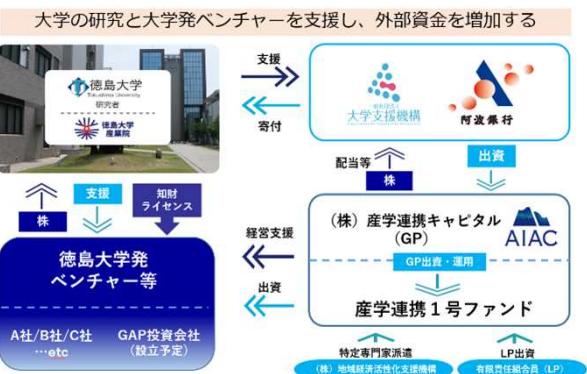 大学の研究と大学発ベンチャーを支援し、外部資金を増加する
徳島大学
Tokushima University
研究者
徳島大学
産業院
支援
寄付
一般社団法人
大学支援機構
阿波銀行
株
支援
知財
ライセンス
配当等
株
出資
徳島大学発
ベンチャー等
A社/B社/C社
…etc
GAP投資会社
(設立予定)
経営支援
出資
(株)産学連携キャピタル
(GP)
AIAC
GP出資・運用
産学連携1号ファンド
特定専門家派遣
(株)地域経済活性化支援機構
LP出資
有限責任組合員(LP)